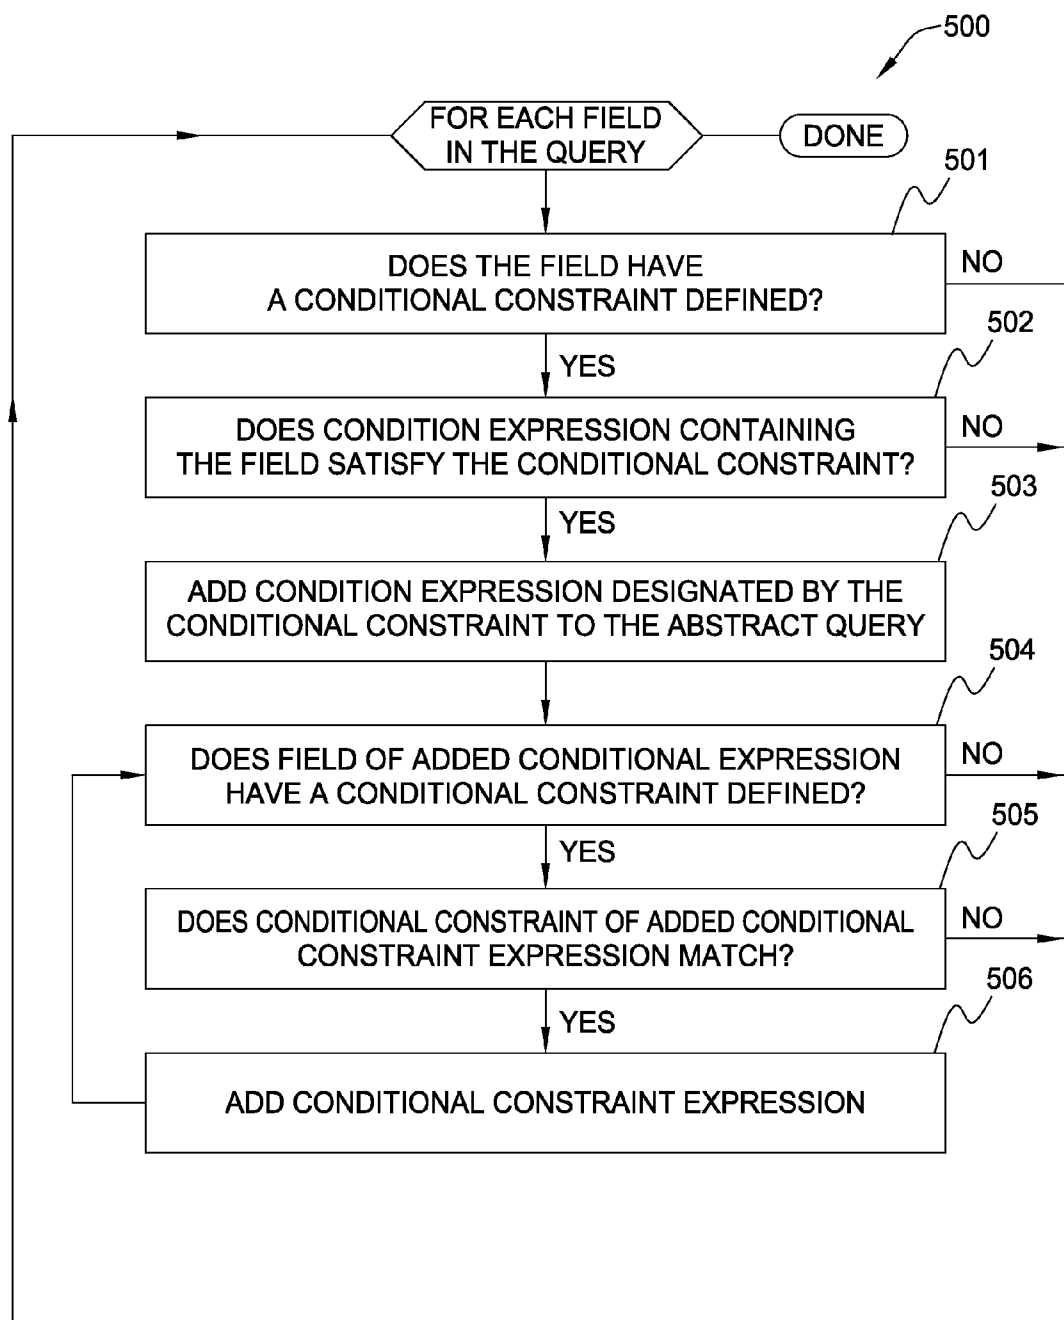 500
FOR EACH FIELD
IN THE QUERY
DONE
501
DOES THE FIELD HAVE
A CONDITIONAL CONSTRAINT DEFINED?
NO
502
YES
DOES CONDITION EXPRESSION CONTAINING
THE FIELD SATISFY THE CONDITIONAL CONSTRAINT?
NO
503
YES
ADD CONDITION EXPRESSION DESIGNATED BY THE
CONDITIONAL CONSTRAINT TO THE ABSTRACT QUERY
504
DOES FIELD OF ADDED CONDITIONAL EXPRESSION
HAVE A CONDITIONAL CONSTRAINT DEFINED?
NO
505
YES
DOES CONDITIONAL CONSTRAINT OF ADDED CONDITIONAL
CONSTRAINT EXPRESSION MATCH?
NO
506
YES
ADD CONDITIONAL CONSTRAINT EXPRESSION